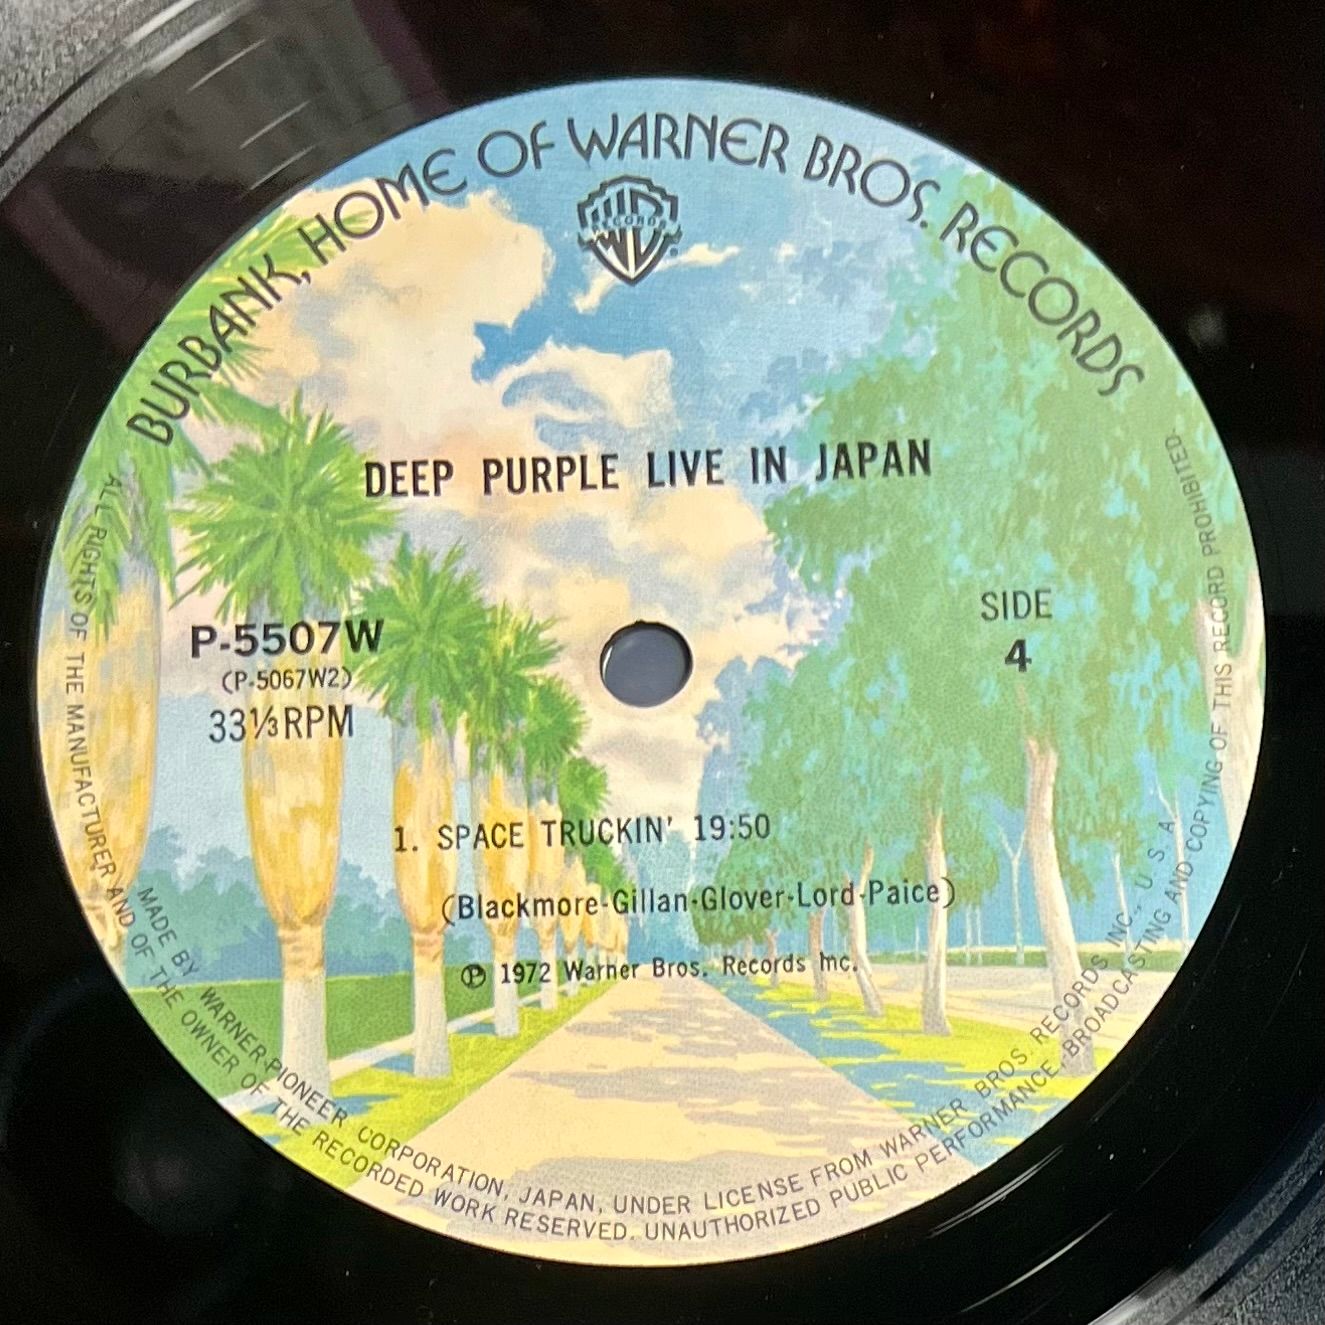 BURBANK, HOME OF WARNER BROS. RECORDS
RECORDS
DEEP PURPLE LIVE IN JAPAN
P-5507W
(P-5067W2)
33⅓RPM
SIDE
4
1. SPACE TRUCKIN' 19:50
(Blackmore-Gillan-Glover-Lord-Paice)
℗ 1972 Warner Bros. Records Inc.
MADE BY WARNER-PIONEER CORPORATION, JAPAN, UNDER LICENSE FROM WARNER BROS. RECORDS INC., U. S. A
ALL RIGHTS OF THE MANUFACTURER AND OF THE OWNER OF THE RECORDED WORK RESERVED. UNAUTHORIZED PUBLIC PERFORMANCE, BROADCASTING AND COPYING OF THIS RECORD PROHIBITED.